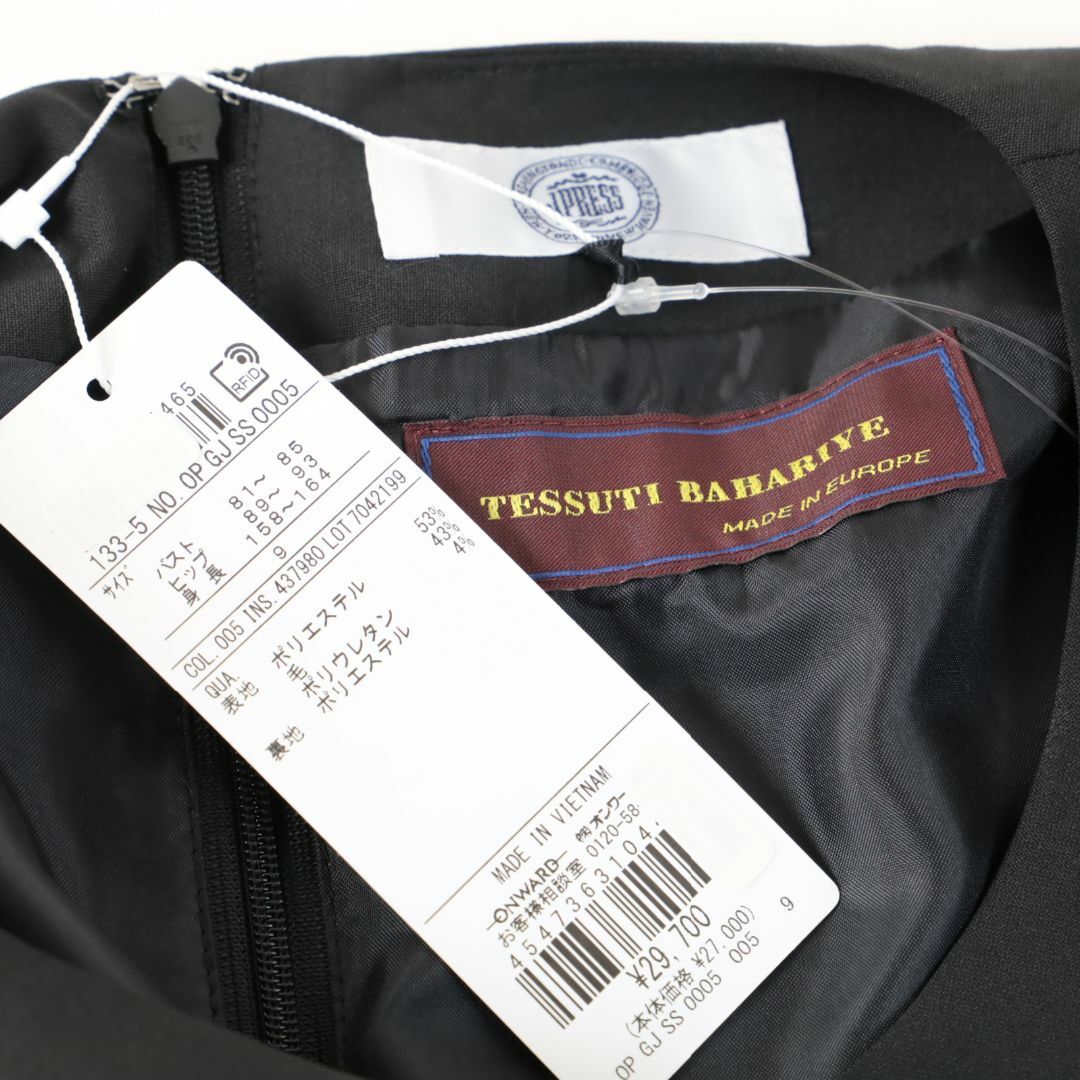 J.PRESS
TESSUTI BAHARIYE
MADE IN EUROPE
RFID
465
133-5 NO. OP GJ SS 0005
サイズ
バスト 81～ 85
ヒップ 89～ 93
身長 158～164
9
COL. 005 INS. 437980 LOT 7042199
QUA.
表地 ポリエステル 53%
毛 43%
ポリウレタン 4%
裏地 ポリエステル
MADE IN VIETNAM
ONWARD ㈱オンワー
お客様相談室 0120-58-
4547363104
¥29,700
(本体価格 ¥27,000)
OP GJ SS 0005 005 9